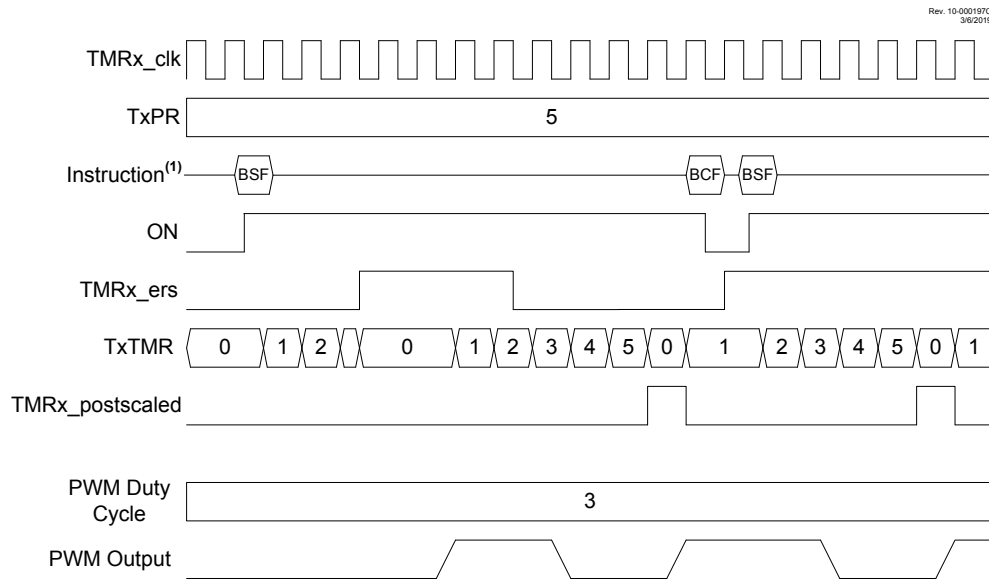 Rev. 10-000197C
3/6/2019
TMRx_clk
TxPR 5
Instruction(1) BSF BCF BSF
ON
TMRx_ers
TxTMR 0 1 2 0 1 2 3 4 5 0 1 2 3 4 5 0 1
TMRx_postscaled
PWM Duty
Cycle 3
PWM Output